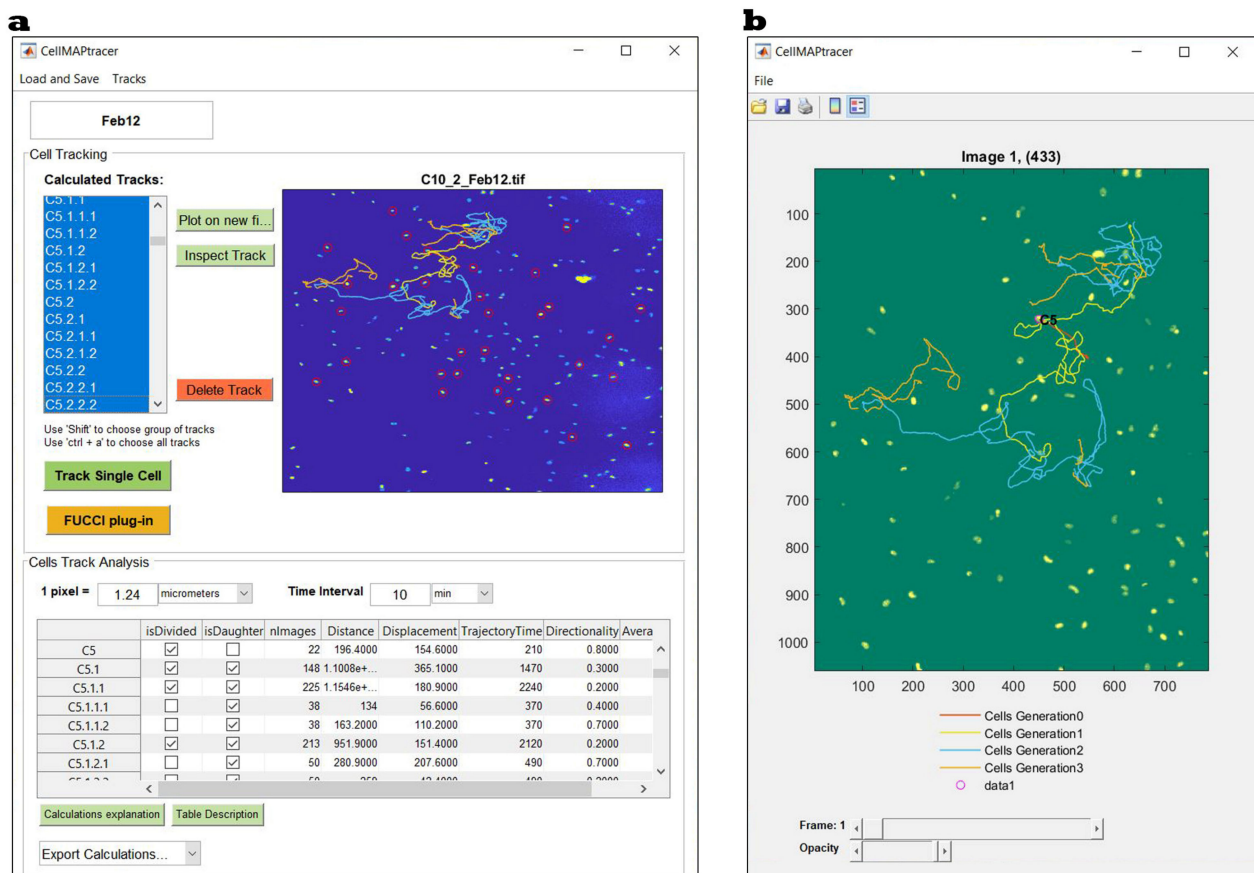 a
CellMAPtracer
Load and Save Tracks
Feb12
Cell Tracking
Calculated Tracks:
C5.1.1
C5.1.1.1
C5.1.1.2
C5.1.2
C5.1.2.1
C5.1.2.2
C5.2
C5.2.1
C5.2.1.1
C5.2.1.2
C5.2.2
C5.2.2.1
C5.2.2.2
Plot on new fi...
Inspect Track
Delete Track
C10_2_Feb12.tif
Use 'Shift' to choose group of tracks
Use 'ctrl + a' to choose all tracks
Track Single Cell
FUCCI plug-in
Cells Track Analysis
1 pixel = 1.24 micrometers Time Interval 10 min
isDivided isDaughter nImages Distance Displacement TrajectoryTime Directionality Avera
C5 22 196.4000 154.6000 210 0.8000
C5.1 148 1.1008e+... 365.1000 1470 0.3000
C5.1.1 225 1.1546e+... 180.9000 2240 0.2000
C5.1.1.1 38 134 56.6000 370 0.4000
C5.1.1.2 38 163.2000 110.2000 370 0.7000
C5.1.2 213 951.9000 151.4000 2120 0.2000
C5.1.2.1 50 280.9000 207.6000 490 0.7000
Calculations explanation Table Description
Export Calculations...
b
CellMAPtracer
File
Image 1, (433)
100
200
300
400
500
600
700
800
900
1000
C5
100 200 300 400 500 600 700
Cells Generation0
Cells Generation1
Cells Generation2
Cells Generation3
data1
Frame: 1
Opacity